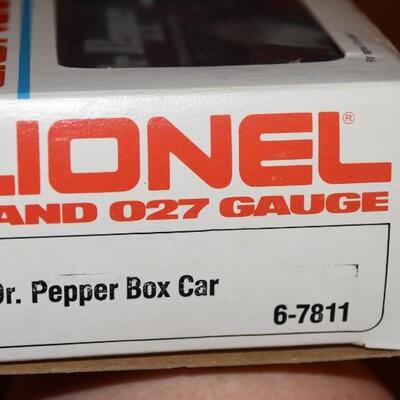 LIONEL®
AND 027 GAUGE
Dr. Pepper Box Car
6-7811